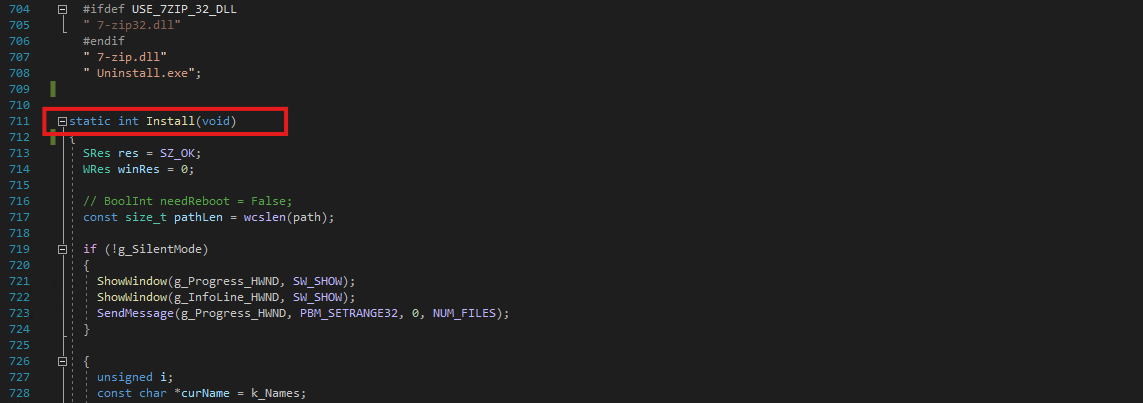 704 #ifdef USE_7ZIP_32_DLL
705 " 7-zip32.dll"
706 #endif
707 " 7-zip.dll"
708 " Uninstall.exe";
709
710
711 static int Install(void)
712 {
713 SRes res = SZ_OK;
714 WRes winRes = 0;
715
716 // BoolInt needReboot = False;
717 const size_t pathLen = wcslen(path);
718
719 if (!g_SilentMode)
720 {
721 ShowWindow(g_Progress_HWND, SW_SHOW);
722 ShowWindow(g_InfoLine_HWND, SW_SHOW);
723 SendMessage(g_Progress_HWND, PBM_SETRANGE32, 0, NUM_FILES);
724 }
725
726 {
727 unsigned i;
728 const char *curName = k_Names;